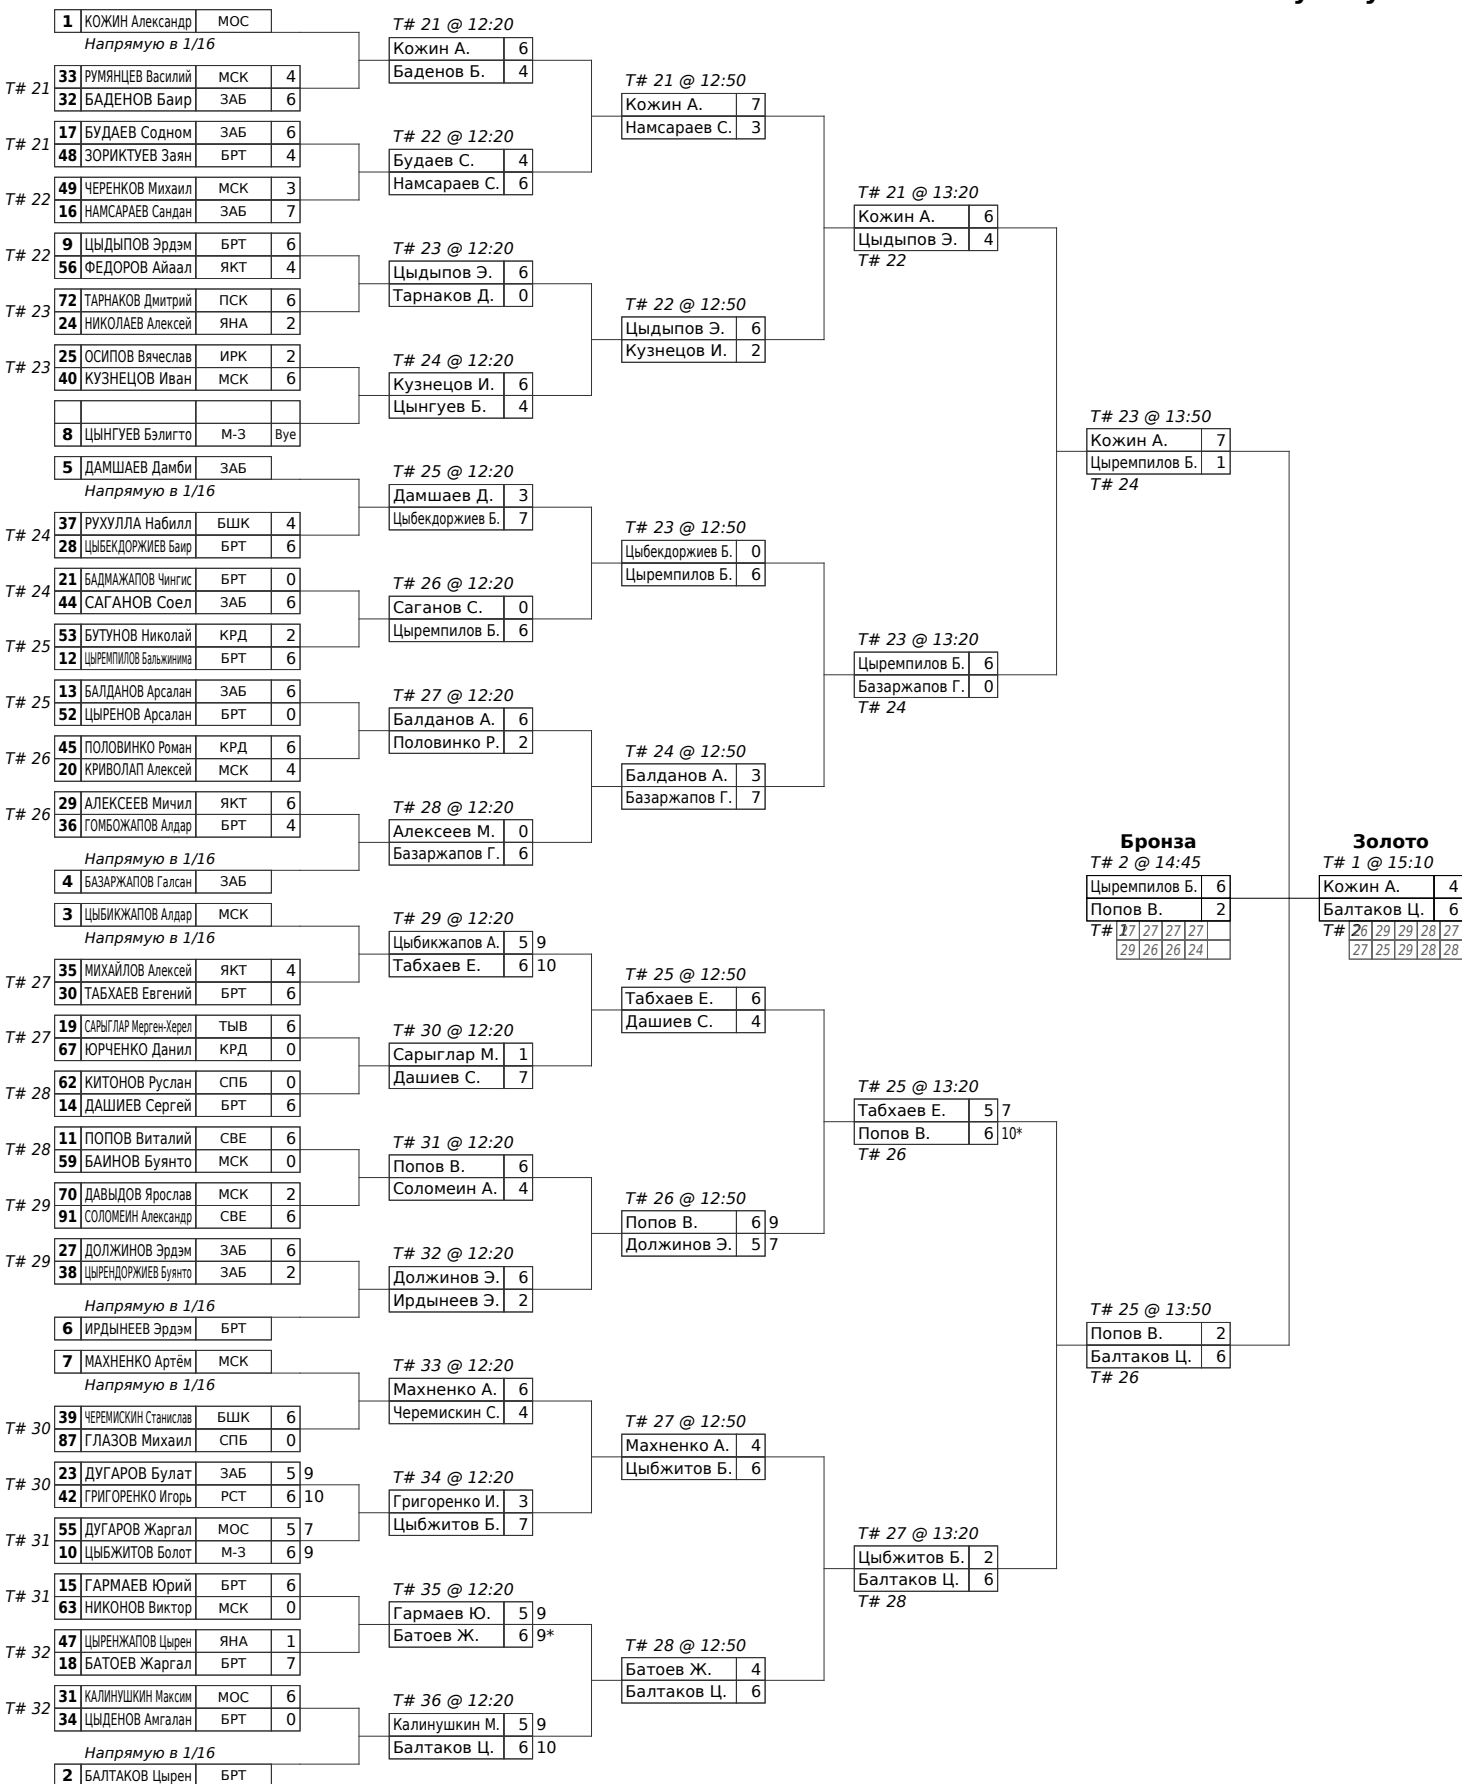 1 КОЖИН Александр МОС
Напрямую в 1/16
T# 21
33 РУМЯНЦЕВ Василий МСК 4
32 БАДЕНОВ Баир ЗАБ 6
T# 21
17 БУДАЕВ Содном ЗАБ 6
48 ЗОРИКТУЕВ Заян БРТ 4
T# 22
49 ЧЕРЕНКОВ Михаил МСК 3
16 НАМСАРАЕВ Сандан ЗАБ 7
T# 22
9 ЦЫДЫПОВ Эрдэм БРТ 6
56 ФЕДОРОВ Айаал ЯКТ 4
T# 23
72 ТАРНАКОВ Дмитрий ПСК 6
24 НИКОЛАЕВ Алексей ЯНА 2
T# 23
25 ОСИПОВ Вячеслав ИРК 2
40 КУЗНЕЦОВ Иван МСК 6
8 ЦЫНГУЕВ Бэлигто М-З Bye
5 ДАМШАЕВ Дамби ЗАБ
Напрямую в 1/16
T# 24
37 РУХУЛЛА Набилл БШК 4
28 ЦЫБЕКДОРЖИЕВ Баир БРТ 6
T# 24
21 БАДМАЖАПОВ Чингис БРТ 0
44 САГАНОВ Соел ЗАБ 6
T# 25
53 БУТУНОВ Николай КРД 2
12 ЦЫРЕМПИЛОВ Бальжинима БРТ 6
T# 25
13 БАЛДАНОВ Арсалан ЗАБ 6
52 ЦЫРЕНОВ Арсалан БРТ 0
T# 26
45 ПОЛОВИНКО Роман КРД 6
20 КРИВОЛАП Алексей МСК 4
T# 26
29 АЛЕКСЕЕВ Мичил ЯКТ 6
36 ГОМБОЖАПОВ Алдар БРТ 4
Напрямую в 1/16
4 БАЗАРЖАПОВ Галсан ЗАБ
3 ЦЫБИКЖАПОВ Алдар МСК
Напрямую в 1/16
T# 27
35 МИХАЙЛОВ Алексей ЯКТ 4
30 ТАБХАЕВ Евгений БРТ 6
T# 27
19 САРЫГЛАР Мерген-Херел ТЫВ 6
67 ЮРЧЕНКО Данил КРД 0
T# 28
62 КИТОНОВ Руслан СПБ 0
14 ДАШИЕВ Сергей БРТ 6
T# 28
11 ПОПОВ Виталий СВЕ 6
59 БАИНОВ Буянто МСК 0
T# 29
70 ДАВЫДОВ Ярослав МСК 2
91 СОЛОМЕИН Александр СВЕ 6
T# 29
27 ДОЛЖИНОВ Эрдэм ЗАБ 6
38 ЦЫРЕНДОРЖИЕВ Буянто ЗАБ 2
Напрямую в 1/16
6 ИРДЫНЕЕВ Эрдэм БРТ
7 МАХНЕНКО Артём МСК
Напрямую в 1/16
T# 30
39 ЧЕРЕМИСКИН Станислав БШК 6
87 ГЛАЗОВ Михаил СПБ 0
T# 30
23 ДУГАРОВ Булат ЗАБ 5 9
42 ГРИГОРЕНКО Игорь РСТ 6 10
T# 31
55 ДУГАРОВ Жаргал МОС 5 7
10 ЦЫБЖИТОВ Болот М-З 6 9
T# 31
15 ГАРМАЕВ Юрий БРТ 6
63 НИКОНОВ Виктор МСК 0
T# 32
47 ЦЫРЕНЖАПОВ Цырен ЯНА 1
18 БАТОЕВ Жаргал БРТ 7
T# 32
31 КАЛИНУШКИН Максим МОС 6
34 ЦЫДЕНОВ Амгалан БРТ 0
Напрямую в 1/16
2 БАЛТАКОВ Цырен БРТ
T# 21 @ 12:20
Кожин А. 6
Баденов Б. 4
T# 22 @ 12:20
Будаев С. 4
Намсараев С. 6
T# 23 @ 12:20
Цыдыпов Э. 6
Тарнаков Д. 0
T# 24 @ 12:20
Кузнецов И. 6
Цынгуев Б. 4
T# 25 @ 12:20
Дамшаев Д. 3
Цыбекдоржиев Б. 7
T# 26 @ 12:20
Саганов С. 0
Цыремпилов Б. 6
T# 27 @ 12:20
Балданов А. 6
Половинко Р. 2
T# 28 @ 12:20
Алексеев М. 0
Базаржапов Г. 6
T# 29 @ 12:20
Цыбикжапов А. 5 9
Табхаев Е. 6 10
T# 30 @ 12:20
Сарыглар М. 1
Дашиев С. 7
T# 31 @ 12:20
Попов В. 6
Соломеин А. 4
T# 32 @ 12:20
Должинов Э. 6
Ирдынеев Э. 2
T# 33 @ 12:20
Махненко А. 6
Черемискин С. 4
T# 34 @ 12:20
Григоренко И. 3
Цыбжитов Б. 7
T# 35 @ 12:20
Гармаев Ю. 5 9
Батоев Ж. 6 9*
T# 36 @ 12:20
Калинушкин М. 5 9
Балтаков Ц. 6 10
T# 21 @ 12:50
Кожин А. 7
Намсараев С. 3
T# 22 @ 12:50
Цыдыпов Э. 6
Кузнецов И. 2
T# 23 @ 12:50
Цыбекдоржиев Б. 0
Цыремпилов Б. 6
T# 24 @ 12:50
Балданов А. 3
Базаржапов Г. 7
T# 25 @ 12:50
Табхаев Е. 6
Дашиев С. 4
T# 26 @ 12:50
Попов В. 6 9
Должинов Э. 5 7
T# 27 @ 12:50
Махненко А. 4
Цыбжитов Б. 6
T# 28 @ 12:50
Батоев Ж. 4
Балтаков Ц. 6
T# 21 @ 13:20
Кожин А. 6
Цыдыпов Э. 4
T# 22
T# 23 @ 13:20
Цыремпилов Б. 6
Базаржапов Г. 0
T# 24
T# 25 @ 13:20
Табхаев Е. 5 7
Попов В. 6 10*
T# 26
T# 27 @ 13:20
Цыбжитов Б. 2
Балтаков Ц. 6
T# 28
T# 23 @ 13:50
Кожин А. 7
Цыремпилов Б. 1
T# 24
T# 25 @ 13:50
Попов В. 2
Балтаков Ц. 6
T# 26
Бронза
T# 2 @ 14:45
Цыремпилов Б. 6
Попов В. 2
T# 1
27 27 27 27
29 26 26 24
Золото
T# 1 @ 15:10
Кожин А. 4
Балтаков Ц. 6
T# 2
26 29 29 28 27
27 25 29 28 28